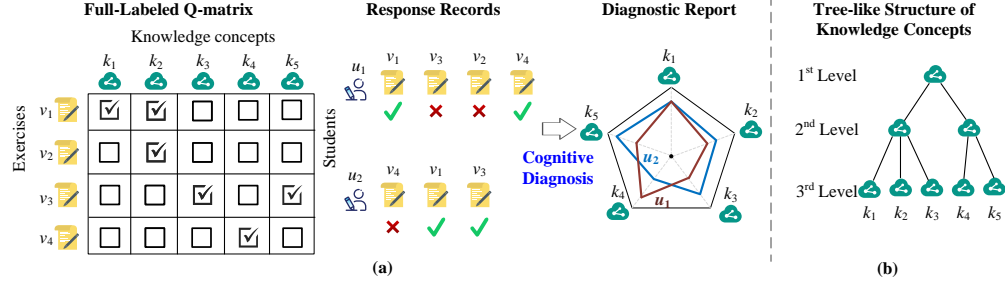 Full-Labeled Q-matrix
Knowledge concepts
k1 k2 k3 k4 k5
Exercises
v1
v2
v3
v4
Response Records
Students
u1
v1 v3 v2 v4
u2
v4 v1 v3
Cognitive
Diagnosis
Diagnostic Report
k1
k2
k3
k4
k5
u2
u1
(a)
Tree-like Structure of
Knowledge Concepts
1st Level
2nd Level
3rd Level
k1 k2 k3 k4 k5
(b)